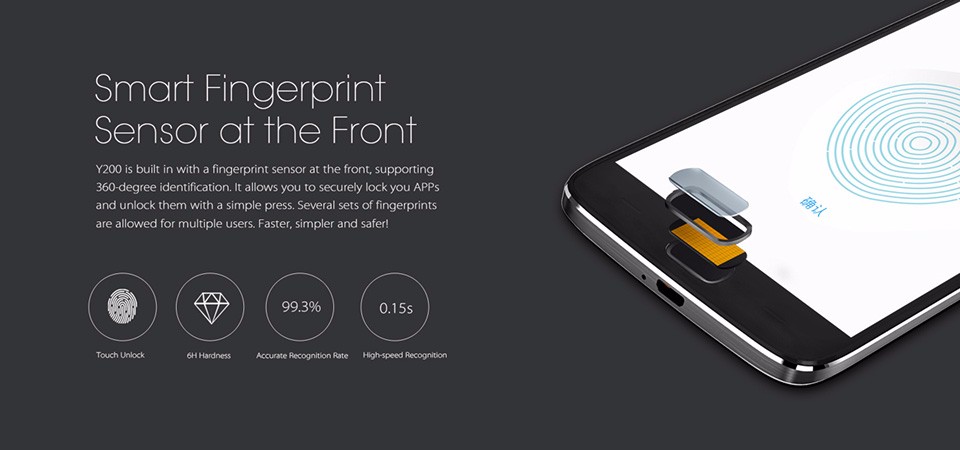 Smart Fingerprint
Sensor at the Front
Y200 is built in with a fingerprint sensor at the front, supporting
360-degree identification. It allows you to securely lock you APPs
and unlock them with a simple press. Several sets of fingerprints
are allowed for multiple users. Faster, simpler and safer!
99.3%
0.15s
Touch Unlock
6H Hardness
Accurate Recognition Rate
High-speed Recognition
确认